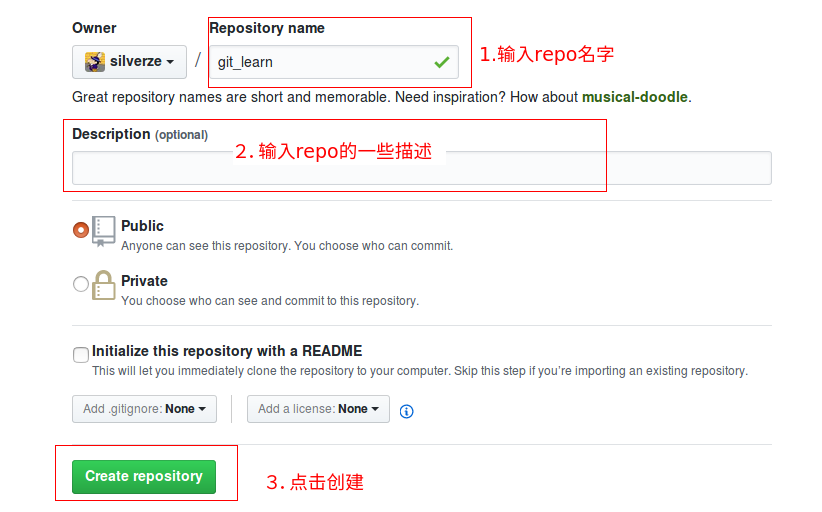 Owner Repository name
silverze / git_learn 1.输入repo名字
Great repository names are short and memorable. Need inspiration? How about musical-doodle.
Description (optional)
2.输入repo的一些描述
Public
Anyone can see this repository. You choose who can commit.
Private
You choose who can see and commit to this repository.
Initialize this repository with a README
This will let you immediately clone the repository to your computer. Skip this step if you’re importing an existing repository.
Add .gitignore: None Add a license: None
Create repository 3.点击创建